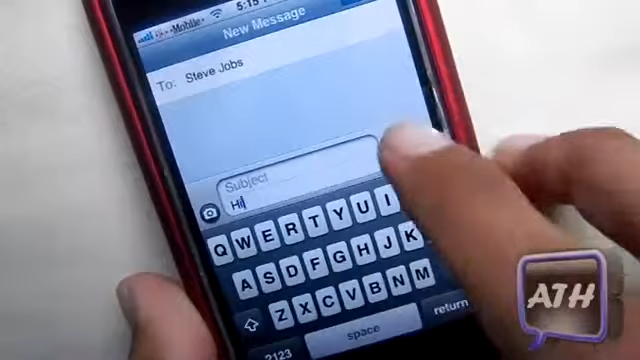 T-Mobile 5:15
New Message
To: Steve Jobs
Subject
Hi
Q W E R T Y U I
A S D F G H J K
Z X C V B N M
.?123 space return
ATH